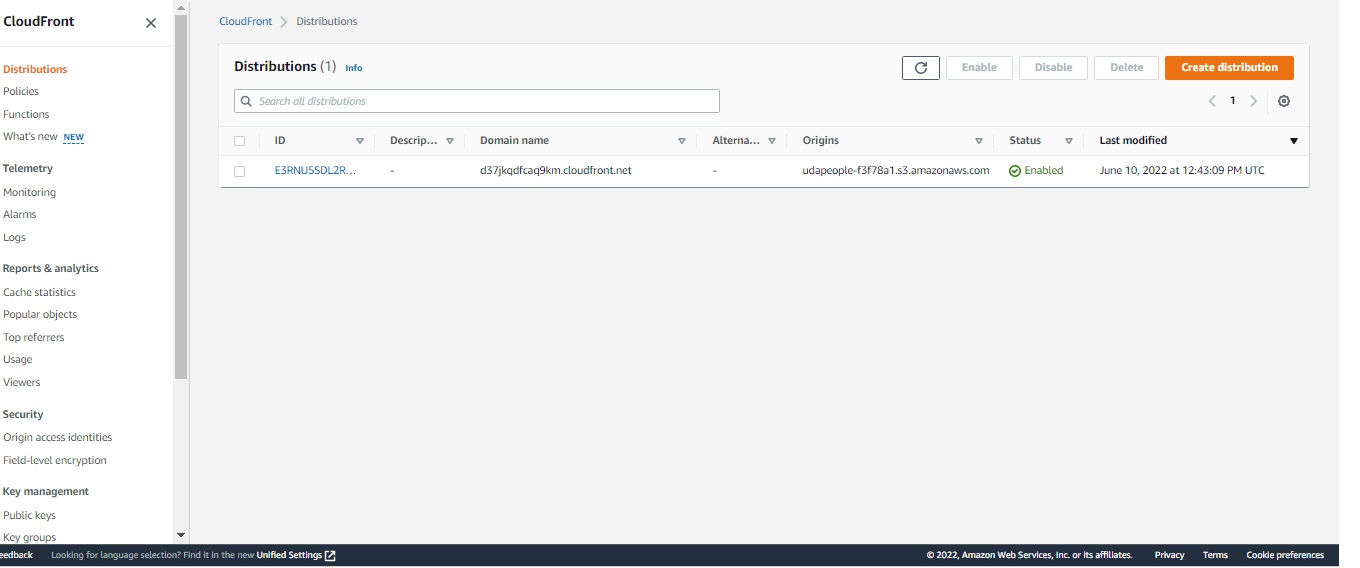 CloudFront
Distributions
Policies
Functions
What's new NEW
Telemetry
Monitoring
Alarms
Logs
Reports & analytics
Cache statistics
Popular objects
Top referrers
Usage
Viewers
Security
Origin access identities
Field-level encryption
Key management
Public keys
Key groups
CloudFront Distributions
Distributions (1) Info
Enable Disable Delete Create distribution
Search all distributions
1
ID Descrip... Domain name Alterna... Origins Status Last modified
E3RNU5SDL2R... - d37jkqdfcaq9km.cloudfront.net - udapeople-f3f78a1.s3.amazonaws.com Enabled June 10, 2022 at 12:43:09 PM UTC
eedback Looking for language selection? Find it in the new Unified Settings © 2022, Amazon Web Services, Inc. or its affiliates. Privacy Terms Cookie preferences